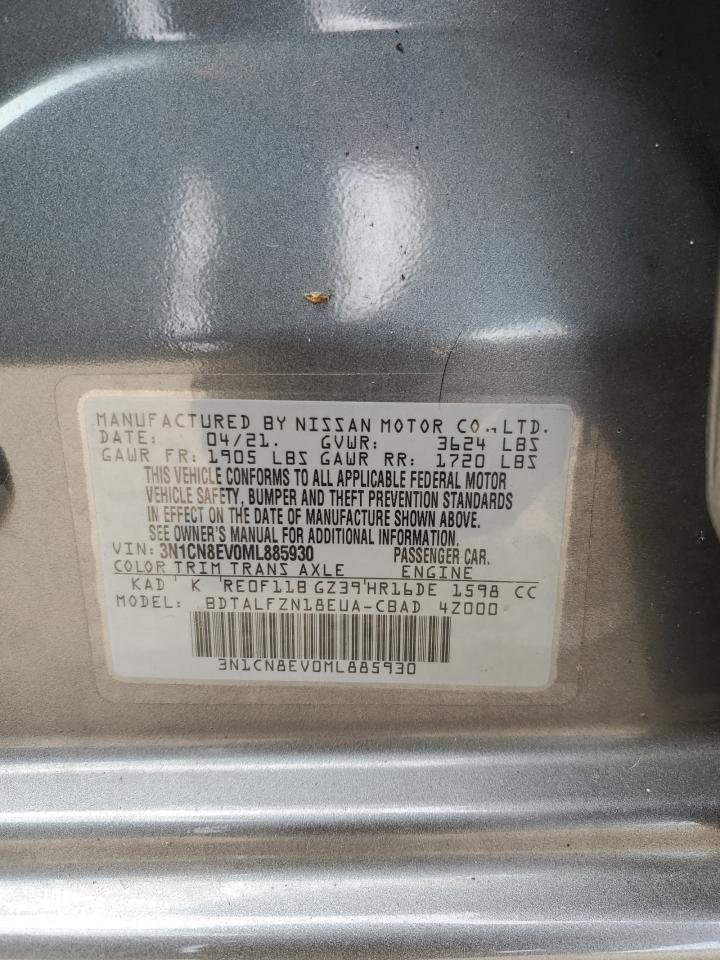 MANUFACTURED BY NISSAN MOTOR CO., LTD.
DATE: 04/21. GVWR: 3624 LBS
GAWR FR: 1905 LBS GAWR RR: 1720 LBS
THIS VEHICLE CONFORMS TO ALL APPLICABLE FEDERAL MOTOR
VEHICLE SAFETY, BUMPER AND THEFT PREVENTION STANDARDS
IN EFFECT ON THE DATE OF MANUFACTURE SHOWN ABOVE.
SEE OWNER'S MANUAL FOR ADDITIONAL INFORMATION.
VIN: 3N1CN8EV0ML885930 PASSENGER CAR.
COLOR TRIM TRANS AXLE ENGINE
KAD ' K ' RE0F11B GZ39'HR16DE 1598 CC
MODEL: BDTALFZN18EUA-CBAD 4Z000
3N1CN8EV0ML885930